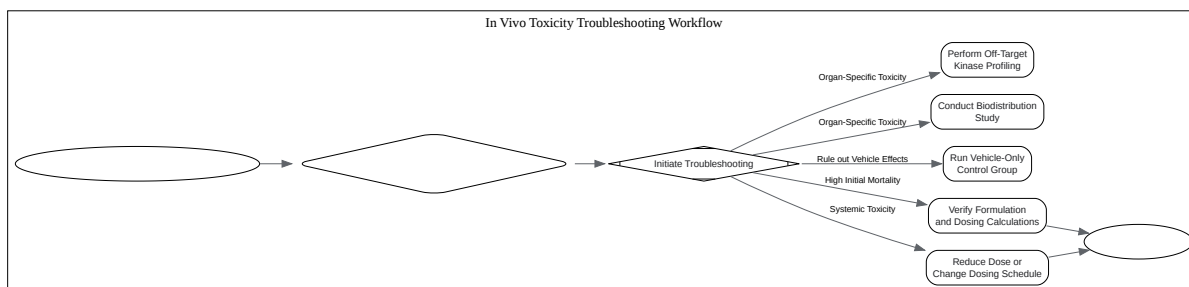 In Vivo Toxicity Troubleshooting Workflow
Perform Off-Target
Kinase Profiling
Organ-Specific Toxicity
Conduct Biodistribution
Study
Organ-Specific Toxicity
Initiate Troubleshooting
Rule out Vehicle Effects
Run Vehicle-Only
Control Group
High Initial Mortality
Verify Formulation
and Dosing Calculations
Systemic Toxicity
Reduce Dose or
Change Dosing Schedule